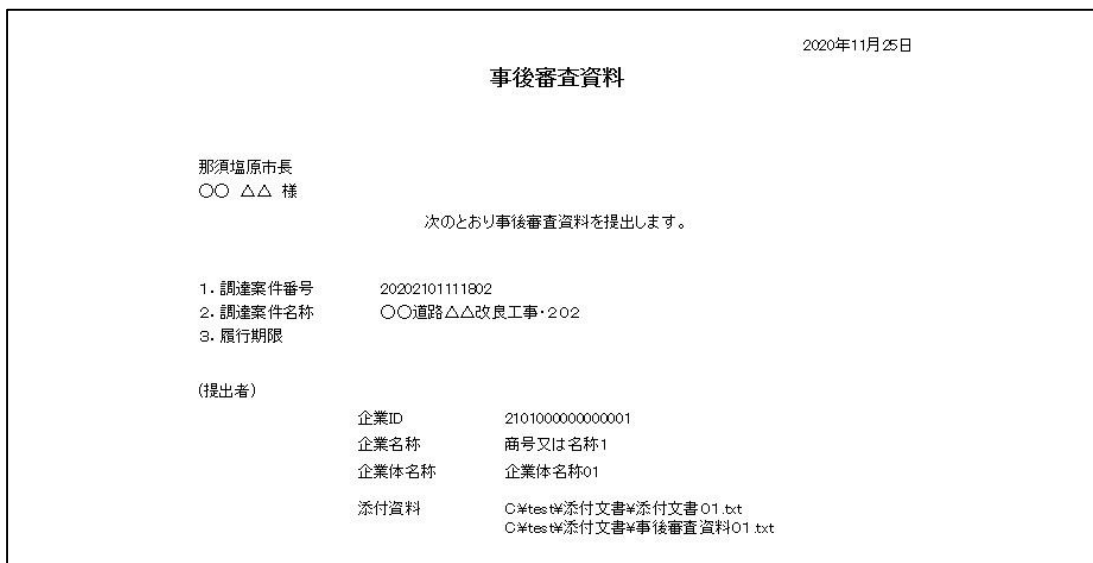 2020年11月25日
事後審査資料
那須塩原市長
○○ △△ 様
次のとおり事後審査資料を提出します。
1.調達案件番号 20202101111802
2.調達案件名称 ○○道路△△改良工事・202
3.履行期限
(提出者)
企業ID 2101000000000001
企業名称 商号又は名称1
企業体名称 企業体名称01
添付資料 C¥test¥添付文書¥添付文書01.txt
C¥test¥添付文書¥事後審査資料01.txt